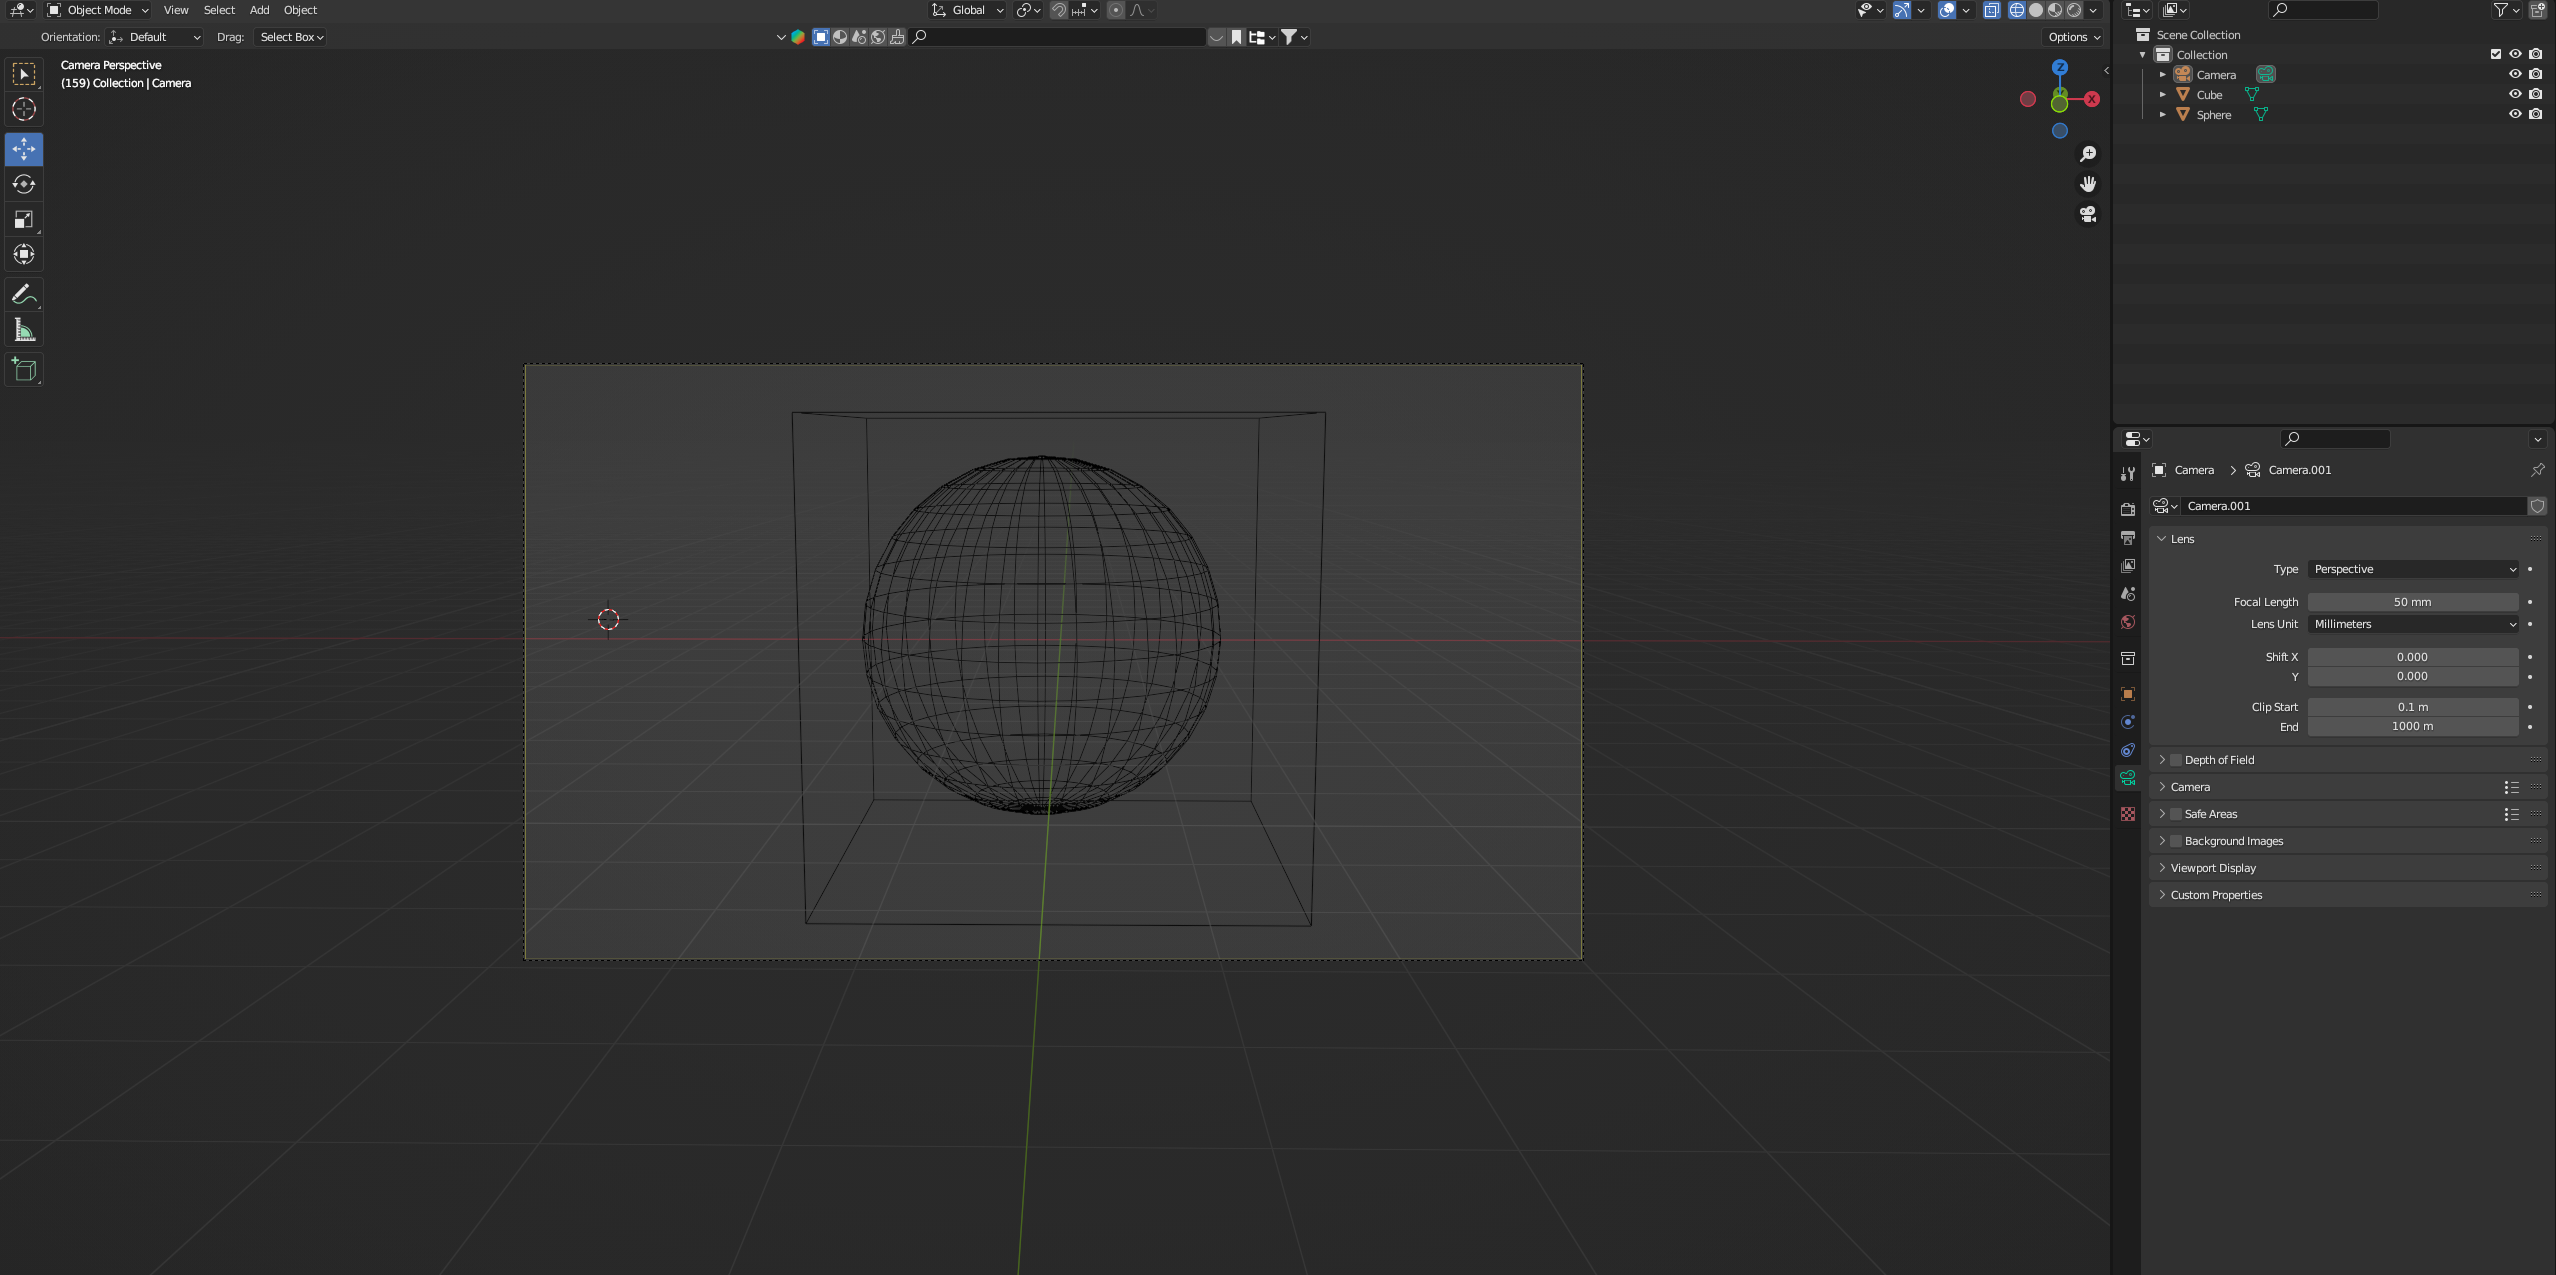 Object Mode View Select Add Object Global
Orientation: Default Drag: Select Box Options
Camera Perspective
(159) Collection | Camera
Z
X
Scene Collection
Collection
Camera
Cube
Sphere
Camera Camera.001
Camera.001
Lens
Type Perspective
Focal Length 50 mm
Lens Unit Millimeters
Shift X 0.000
Y 0.000
Clip Start 0.1 m
End 1000 m
Depth of Field
Camera
Safe Areas
Background Images
Viewport Display
Custom Properties